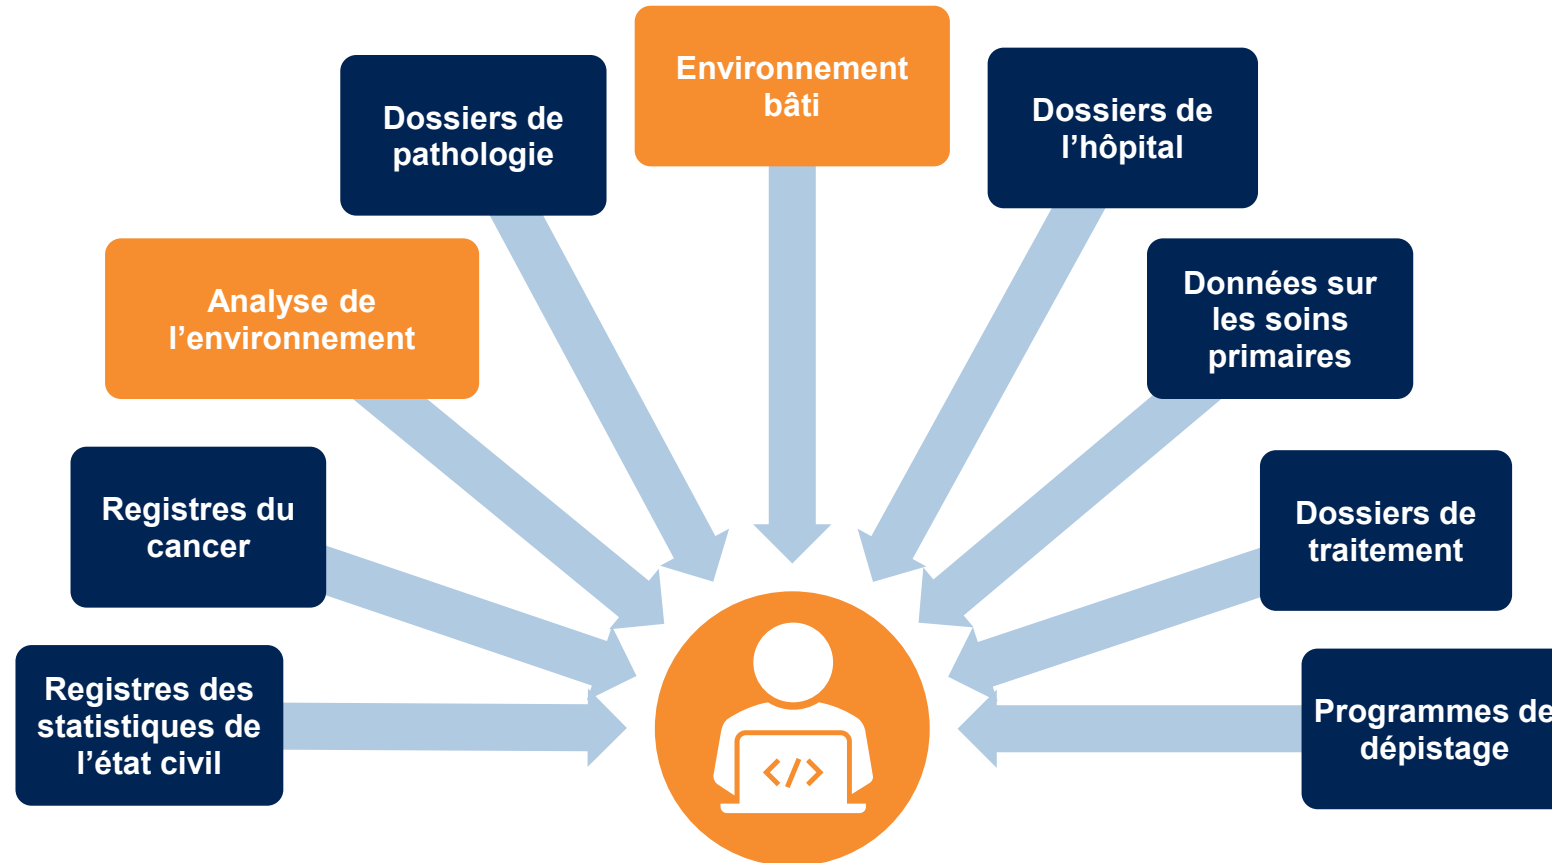 Environnement
bâti
Dossiers de
pathologie
Dossiers de
l’hôpital
Analyse de
l’environnement
Données sur
les soins
primaires
Registres du
cancer
Dossiers de
traitement
Registres des
statistiques de
l’état civil
Programmes de
dépistage
</>